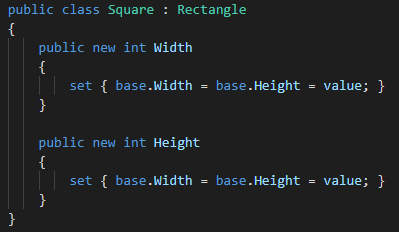 public class Square : Rectangle
{
    public new int Width
    {
        set { base.Width = base.Height = value; }
    }

    public new int Height
    {
        set { base.Width = base.Height = value; }
    }
}